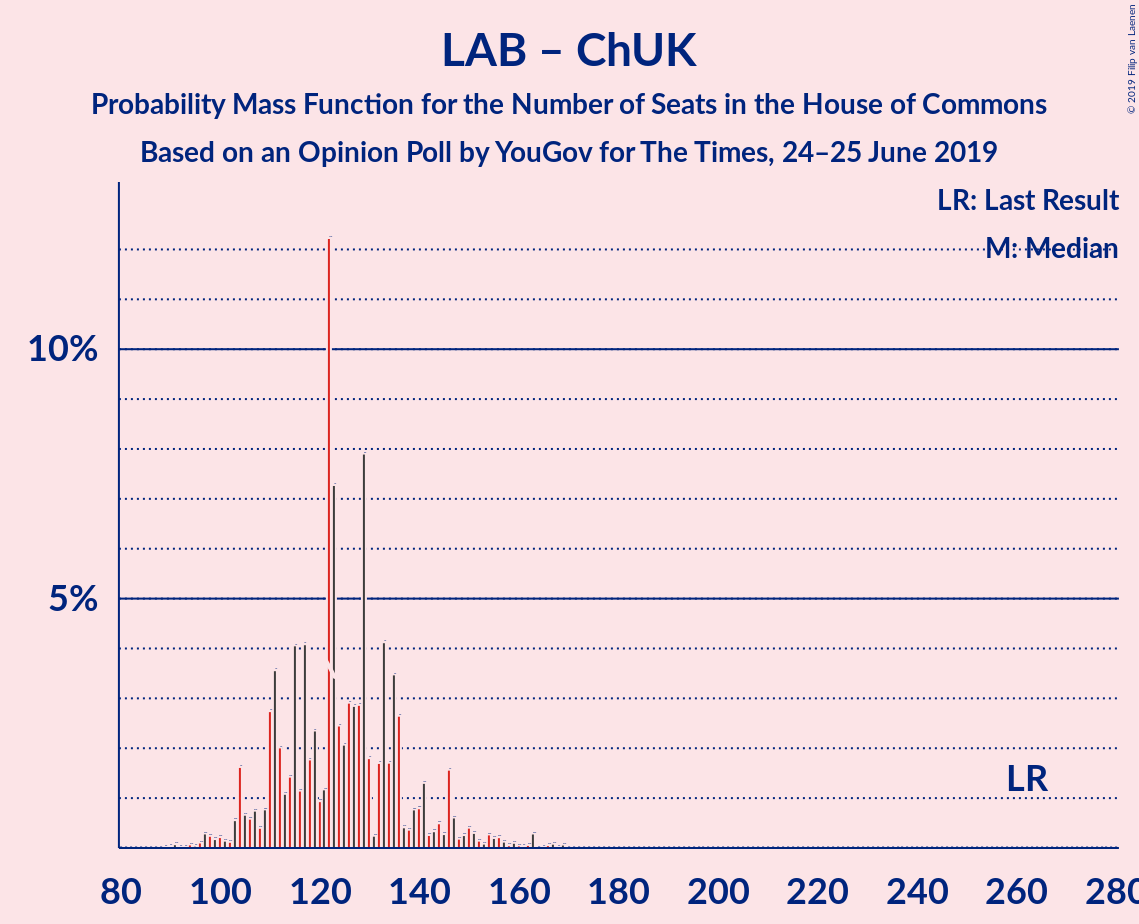 © 2019 Filip van Laenen
LAB – ChUK
Probability Mass Function for the Number of Seats in the House of Commons
Based on an Opinion Poll by YouGov for The Times, 24–25 June 2019
LR: Last Result
M: Median
10%
5%
LR
80 100 120 140 160 180 200 220 240 260 280